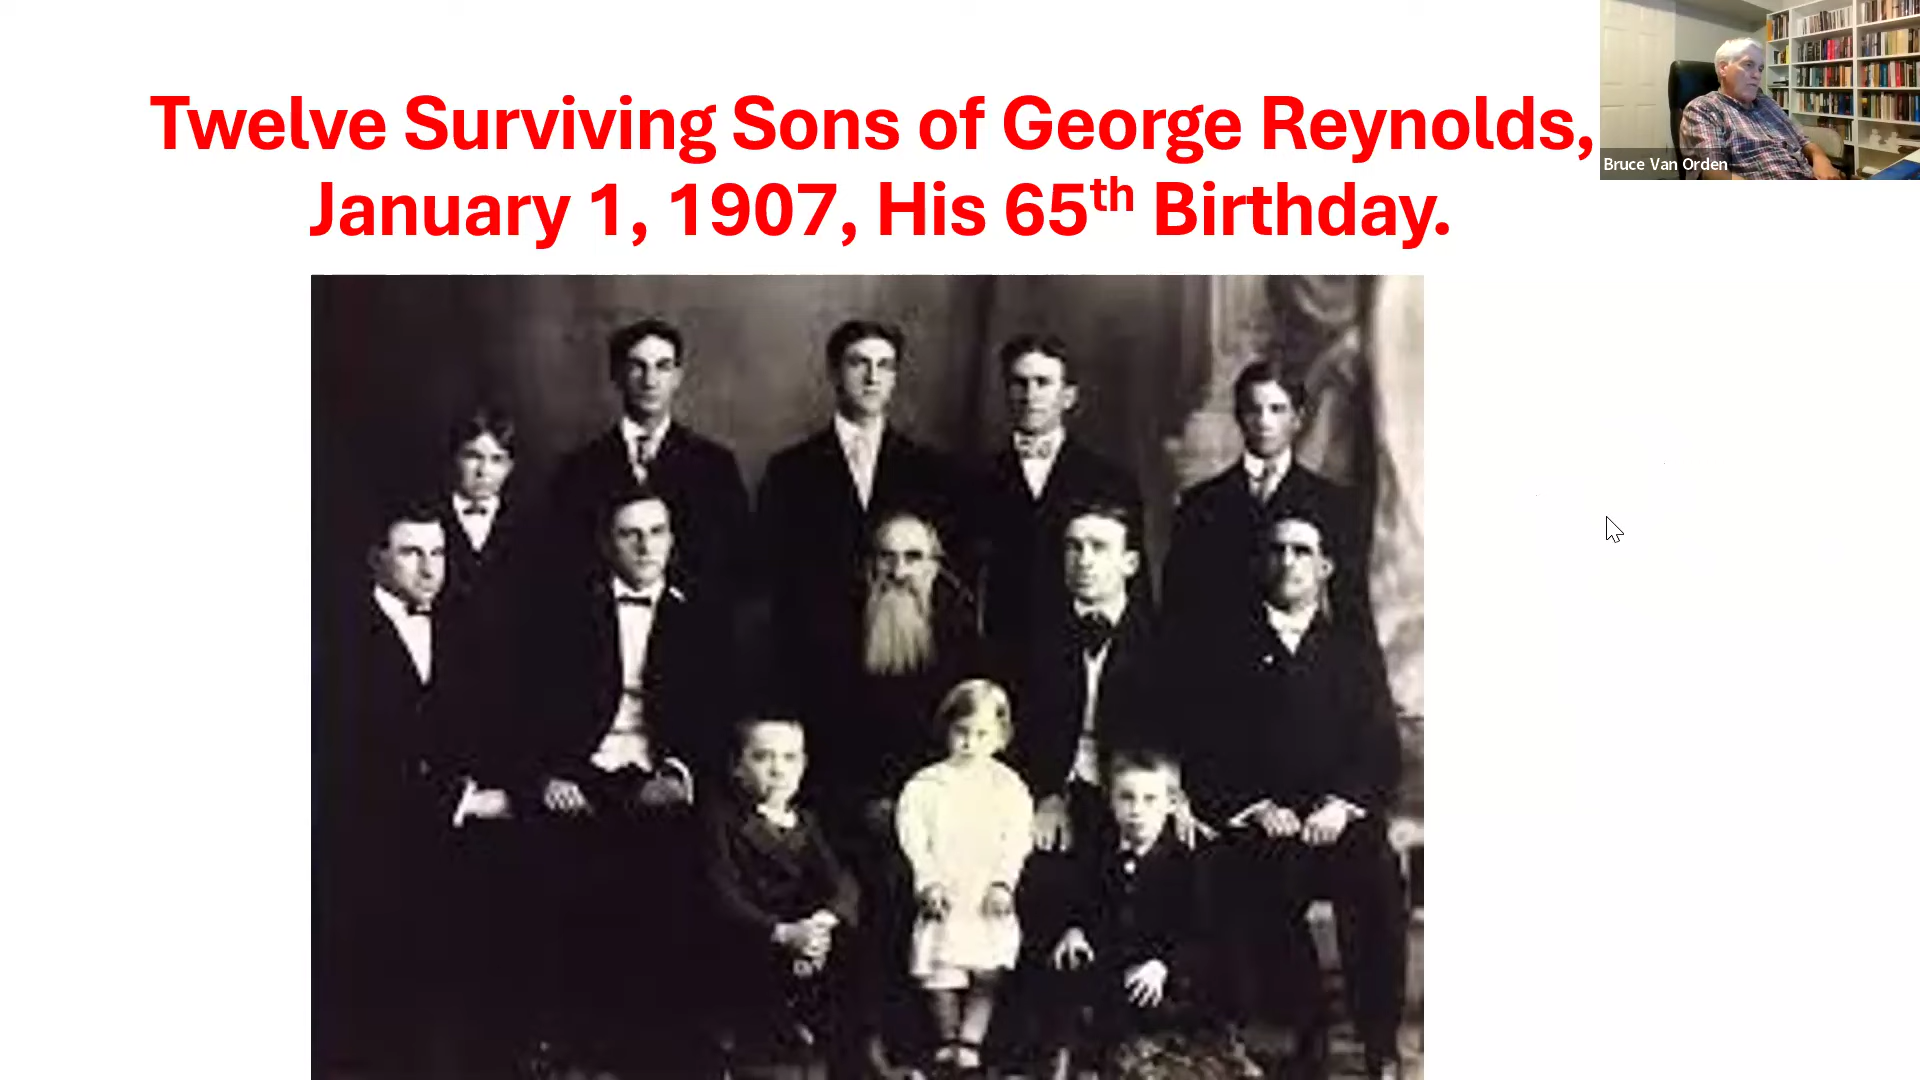 Twelve Surviving Sons of George Reynolds,
January 1, 1907, His 65th Birthday.
Bruce Van Orden